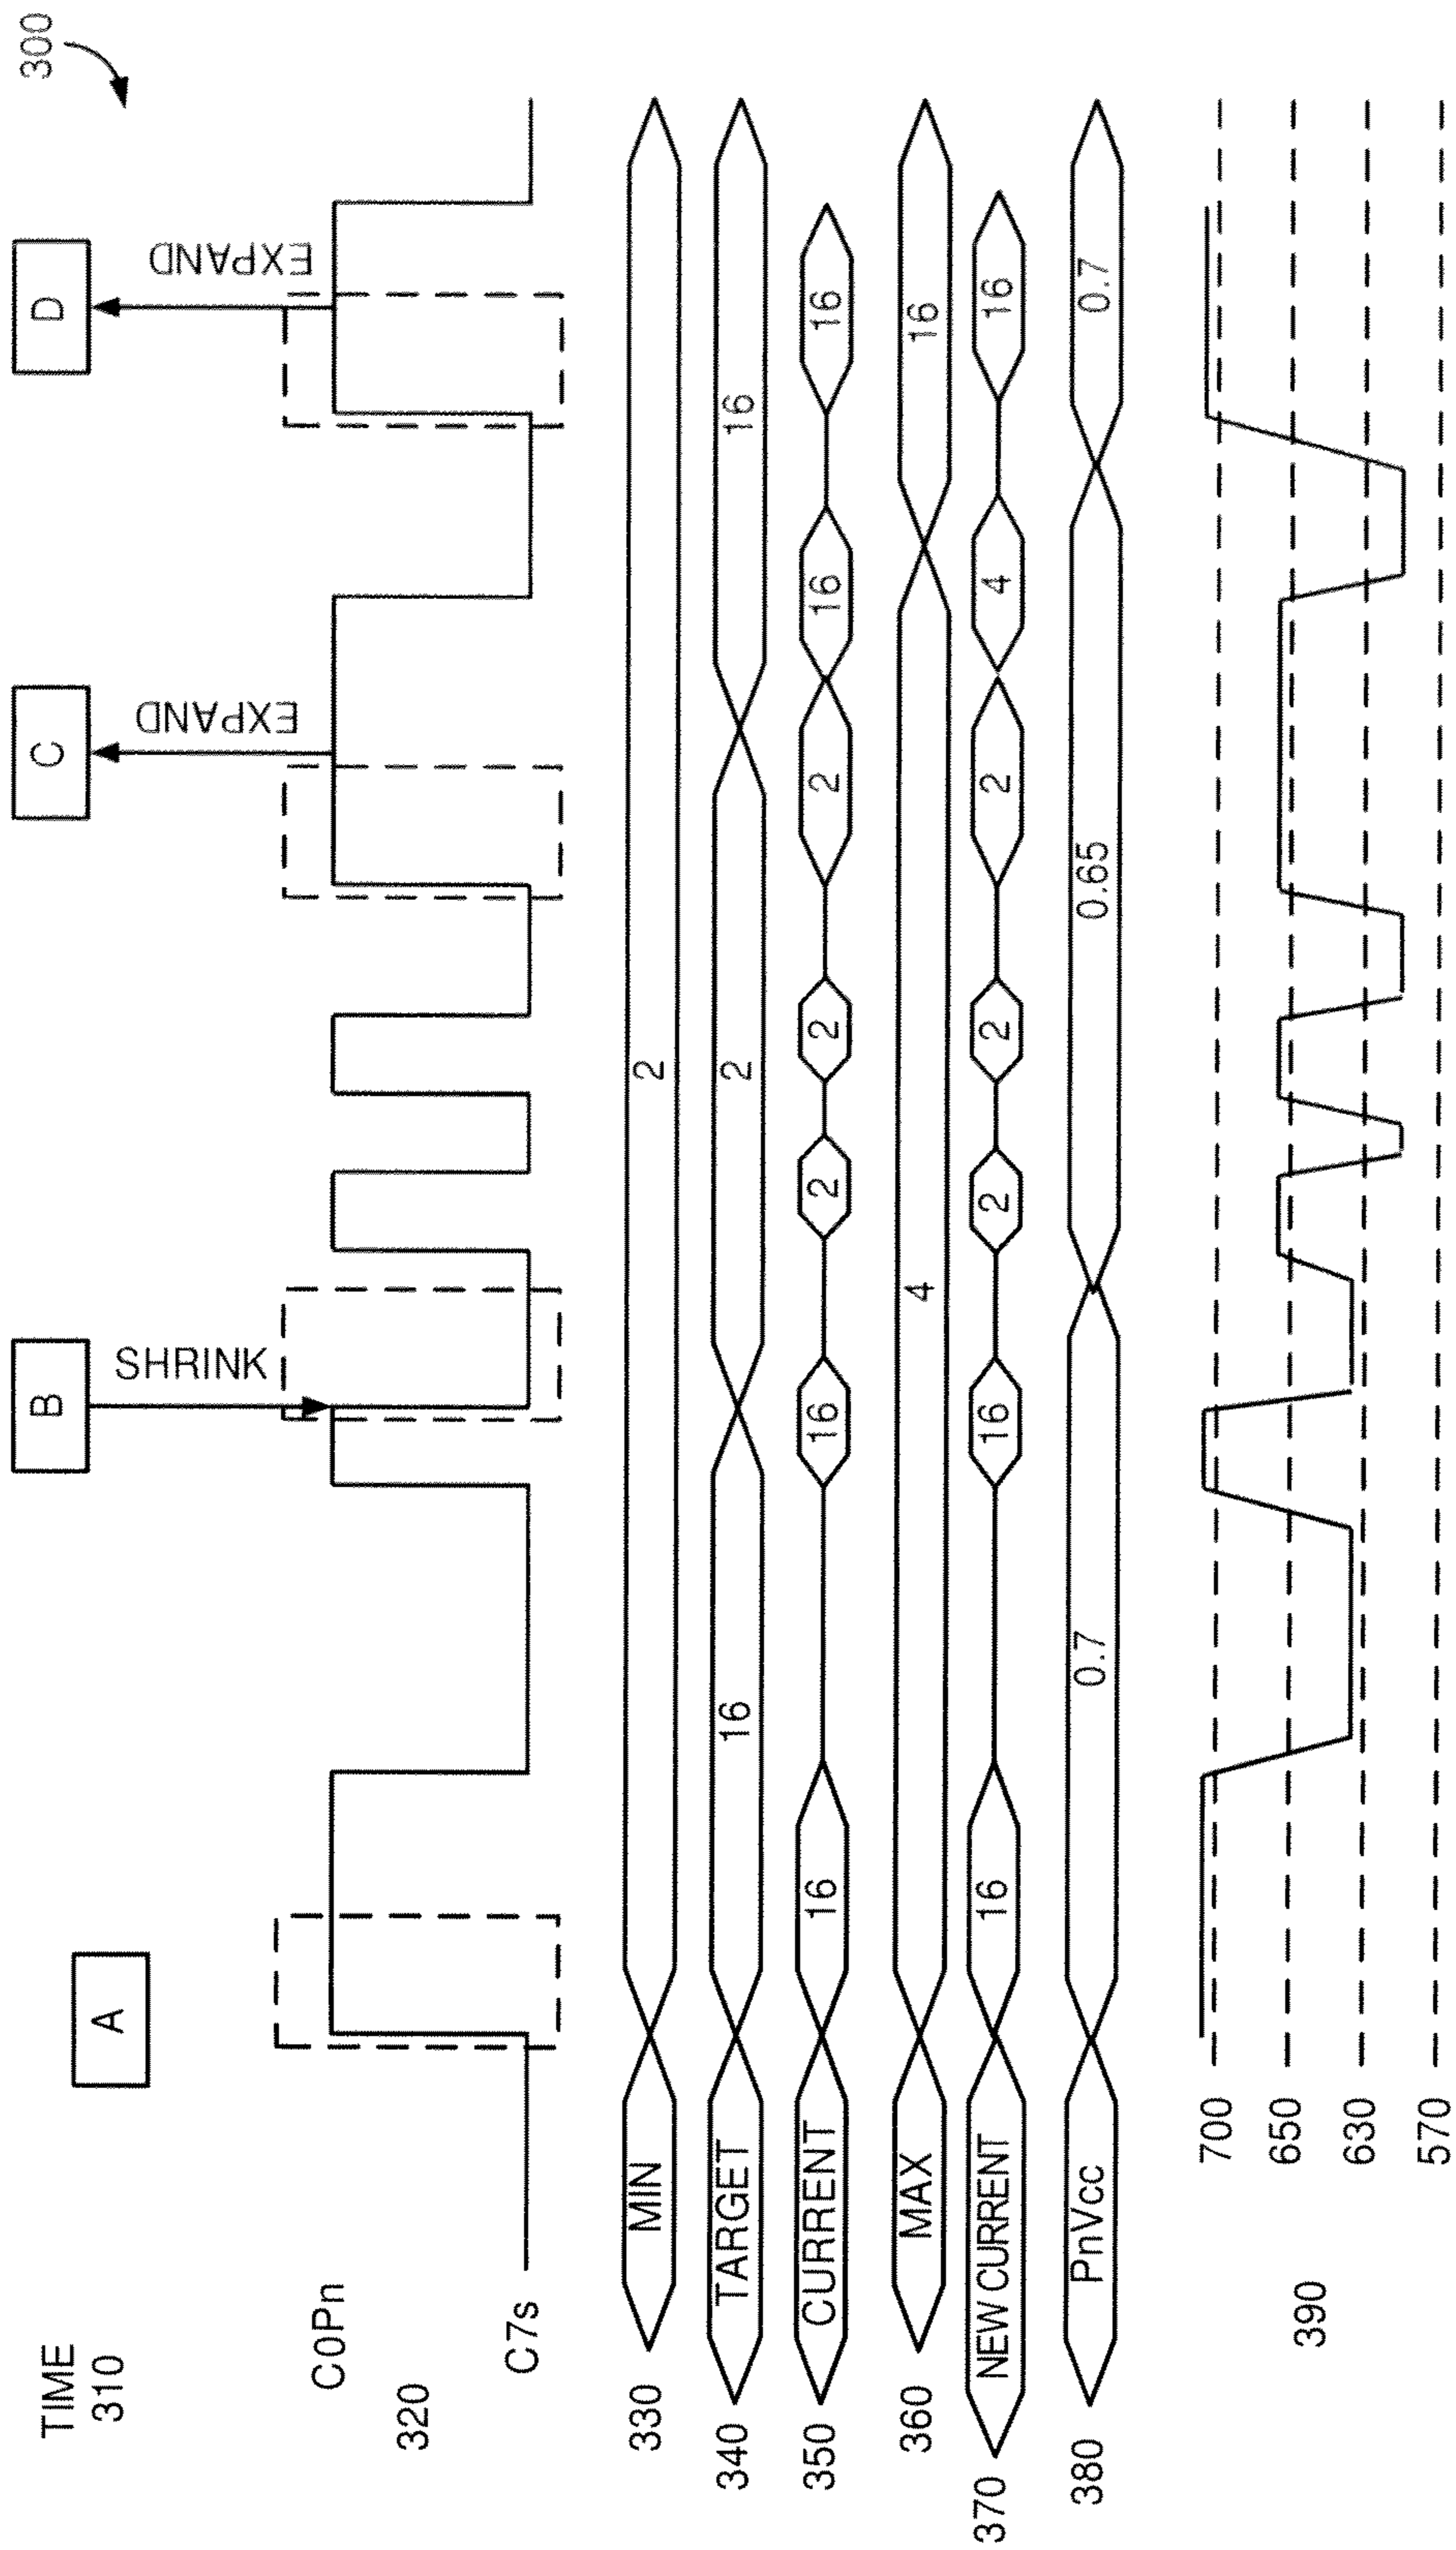 300
TIME
310
A
B
C
D
SHRINK
EXPAND
EXPAND
C0Pn
320
C7s
330 MIN 2
340 TARGET 16 2 16
350 CURRENT 16 16 2 2 2 16 16
360 MAX 4 16
370 NEW CURRENT 16 16 2 2 2 4 16
380 PnVcc 0.7 0.65 0.7
390
700
650
630
570